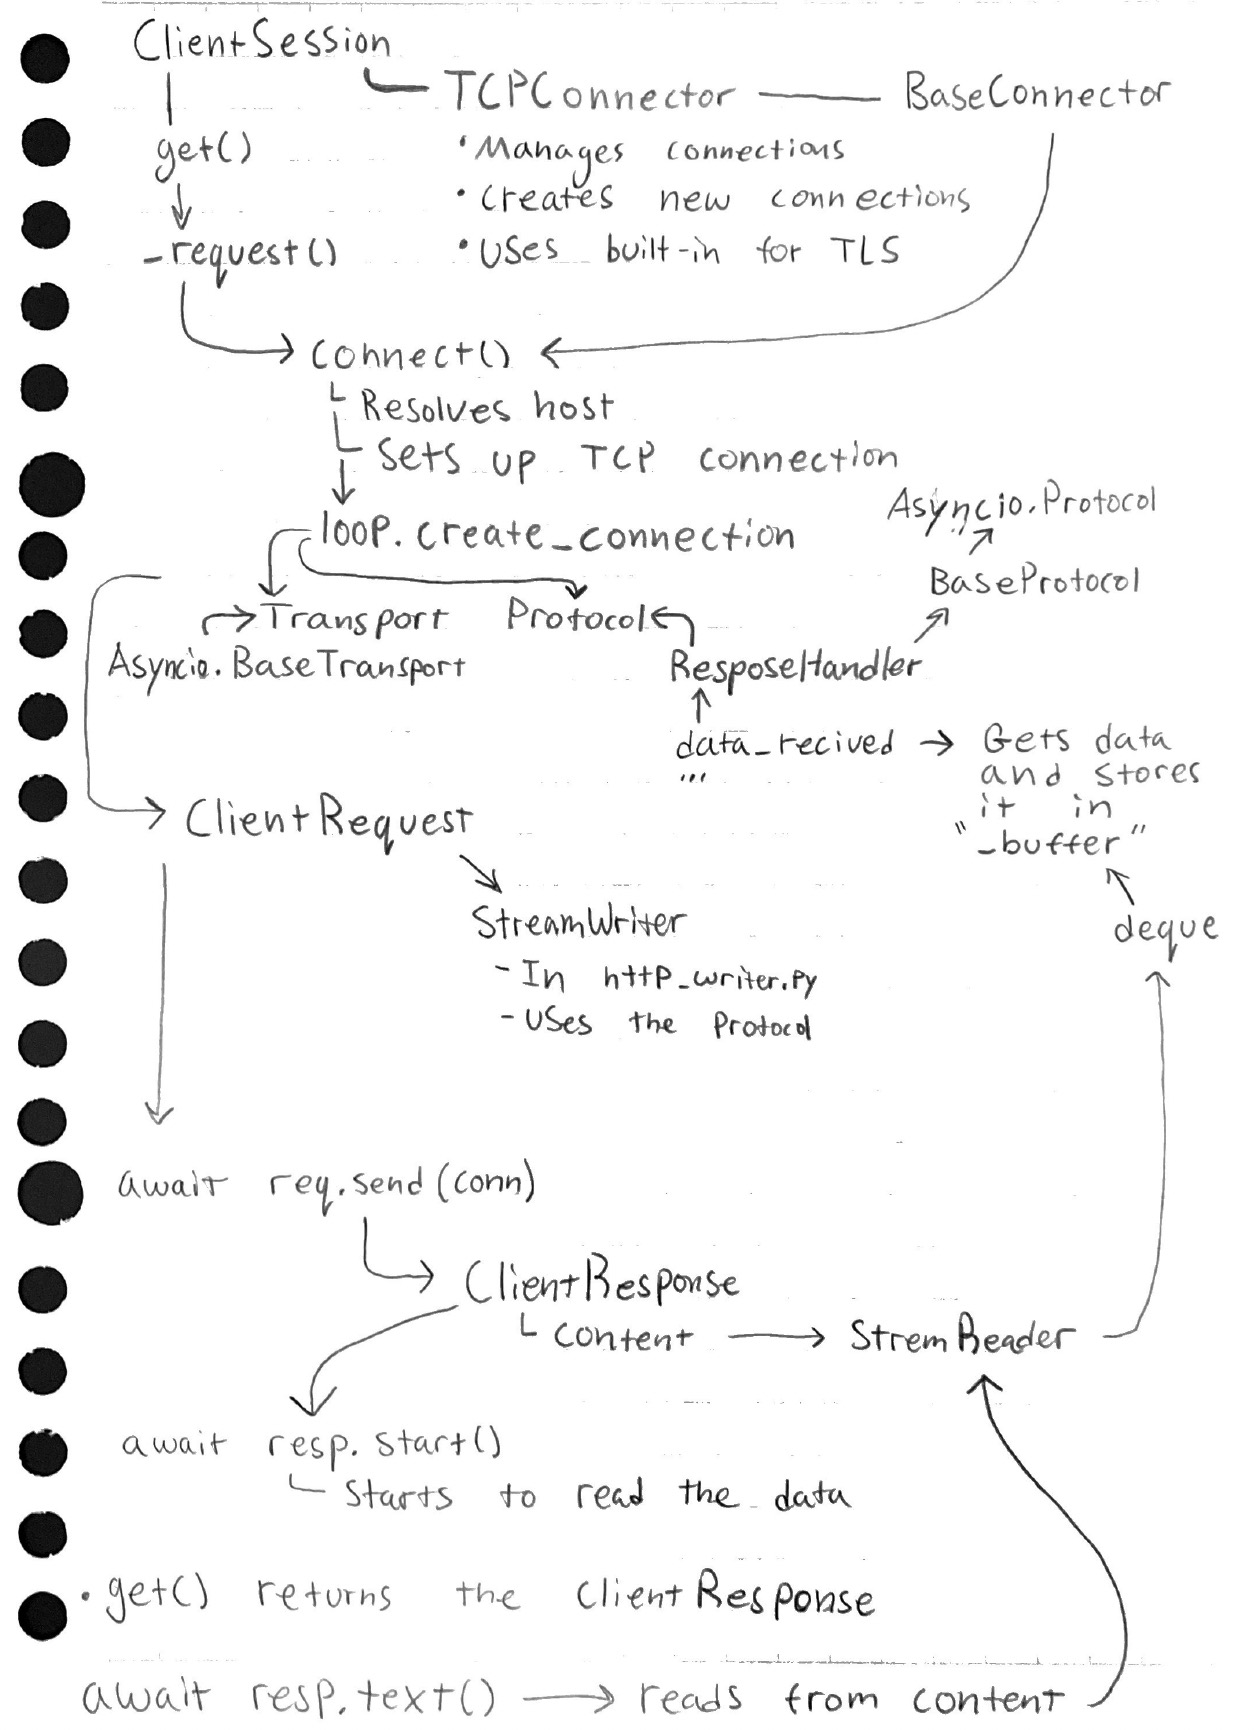 ClientSession
TCPConnector
BaseConnector
get()
• Manages connections
• Creates new connections
_request()
• Uses built-in for TLS
connect()
Resolves host
Sets up TCP connection
Asyncio.Protocol
loop.create_connection
BaseProtocol
Transport
Protocol
Asyncio.BaseTransport
ResposeHandler
data_recived → Gets data
...
and stores
it in
"_buffer"
ClientRequest
deque
StreamWriter
- In http_writer.py
- Uses the Protocol
await req.send(conn)
ClientResponse
content → StremReader
await resp.start()
Starts to read the data
• get() returns the ClientResponse
await resp.text() → reads from content